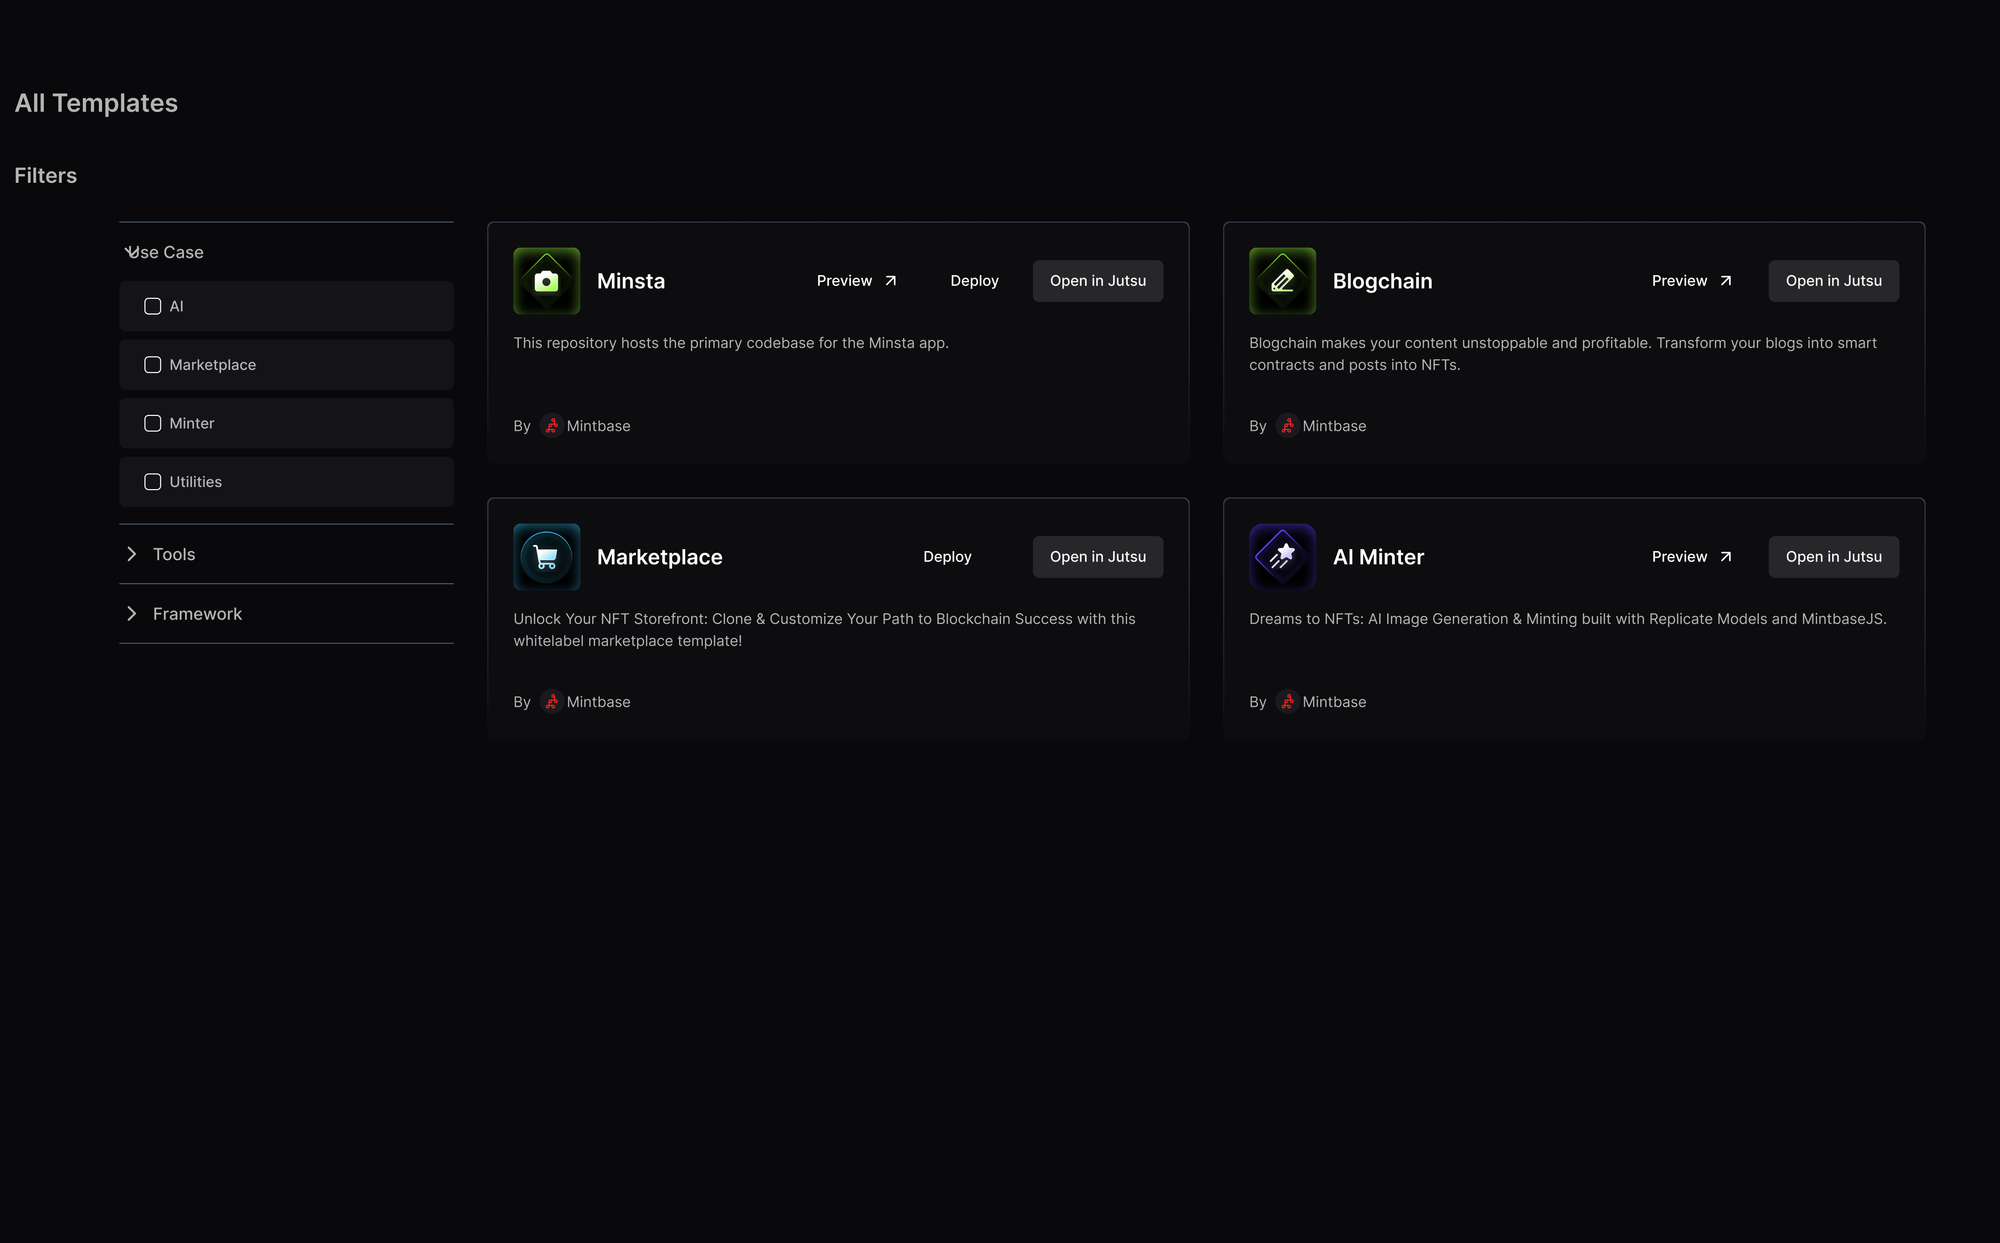 All Templates
Filters
Use Case
AI
Marketplace
Minter
Utilities
Tools
Framework
Minsta
Preview
Deploy
Open in Jutsu
This repository hosts the primary codebase for the Minsta app.
By Mintbase
Blogchain
Preview
Open in Jutsu
Blogchain makes your content unstoppable and profitable. Transform your blogs into smart
contracts and posts into NFTs.
By Mintbase
Marketplace
Deploy
Open in Jutsu
Unlock Your NFT Storefront: Clone & Customize Your Path to Blockchain Success with this
whitelabel marketplace template!
By Mintbase
AI Minter
Preview
Open in Jutsu
Dreams to NFTs: AI Image Generation & Minting built with Replicate Models and MintbaseJS.
By Mintbase